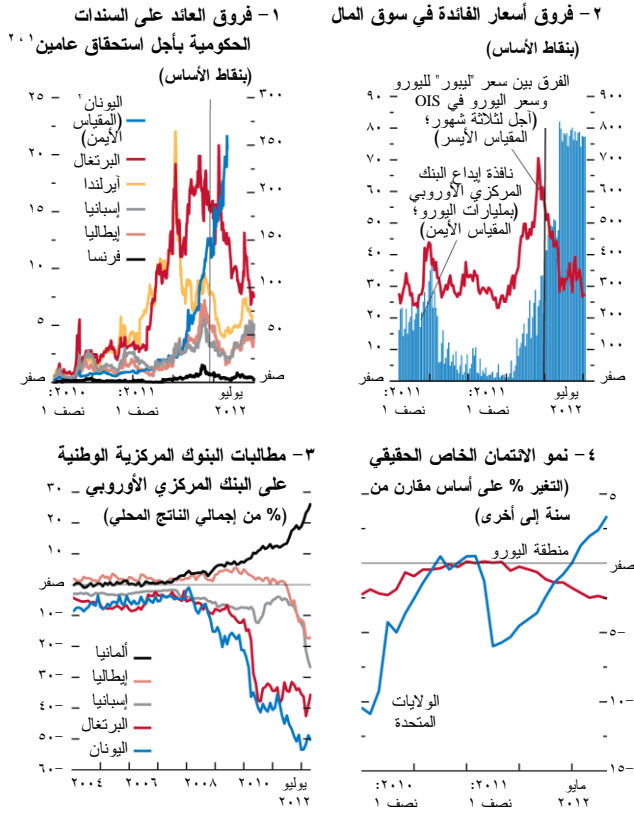 ١- فروق العائد على السندات
الحكومية بأجل استحقاق عامين١، ٢
(بنقاط الأساس)
٢٥
٢٠
١٥
١٠
٥
صفر
٣٠٠
٢٥٠
٢٠٠
١٥٠
١٠٠
٥٠
صفر
اليونان٢
(المقياس
الأيمن)
البرتغال
آيرلندا
إسبانيا
إيطاليا
فرنسا
٢٠١٠:
نصف ١
٢٠١١:
نصف ١
يوليو
٢٠١٢
٢- فروق أسعار الفائدة في سوق المال
(بنقاط الأساس)
٩٠
٨٠
٧٠
٦٠
٥٠
٤٠
٣٠
٢٠
١٠
صفر
٩٠٠
٨٠٠
٧٠٠
٦٠٠
٥٠٠
٤٠٠
٣٠٠
٢٠٠
١٠٠
صفر
الفرق بين سعر "ليبور" لليورو
وسعر اليورو في OIS
(آجل لثلاثة شهور؛
المقياس الأيسر)
نافذة إيداع البنك
المركزي الأوروبي
(بمليارات اليورو؛
المقياس الأيمن)
٢٠١١:
نصف ١
٢٠١١:
نصف ١
يوليو
٢٠١٢
٣- مطالبات البنوك المركزية الوطنية
على البنك المركزي الأوروبي
(% من إجمالي الناتج المحلي)
٣٠
٢٠
١٠
صفر
١٠-
٢٠-
٣٠-
٤٠-
٥٠-
٦٠-
ألمانيا
إيطاليا
إسبانيا
البرتغال
اليونان
٢٠٠٤
٢٠٠٦
٢٠٠٨
٢٠١٠
يوليو
٢٠١٢
٤- نمو الائتمان الخاص الحقيقي
(التغير % على أساس مقارن من
سنة إلى أخرى)
٥
صفر
٥-
١٠-
١٥-
منطقة اليورو
الولايات
المتحدة
٢٠١٠:
نصف ١
٢٠١١:
نصف ١
مايو
٢٠١٢